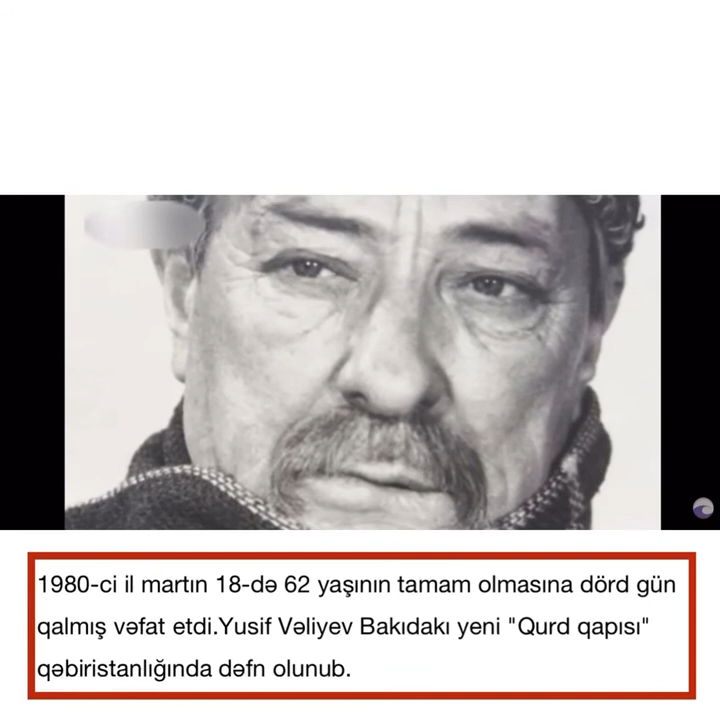 1980-ci il martın 18-də 62 yaşının tamam olmasına dörd gün
qalmış vəfat etdi.Yusif Vəliyev Bakıdakı yeni "Qurd qapısı"
qəbiristanlığında dəfn olunub.